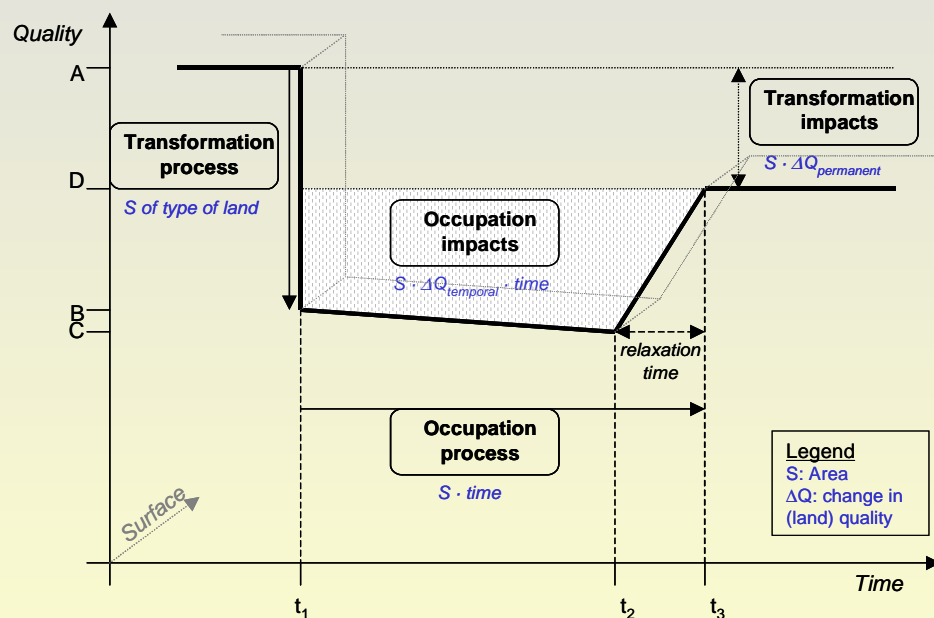 Quality
A
Transformation
process
S of type of land
D
B
C
Transformation
impacts
S · ΔQpermanent
Occupation
impacts
S · ΔQtemporal · time
relaxation
time
Occupation
process
S · time
Surface
Legend
S: Area
ΔQ: change in
(land) quality
Time
t1
t2
t3